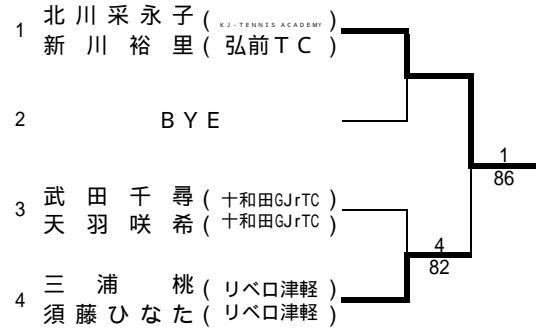 1 北川采永子 ( KJ-TENNIS ACADEMY )
新川裕里 ( 弘前TC )
2 BYE
1
86
3 武田千尋 ( 十和田GJrTC )
天羽咲希 ( 十和田GJrTC )
4
82
4 三浦桃 ( リベロ津軽 )
須藤ひなた ( リベロ津軽 )